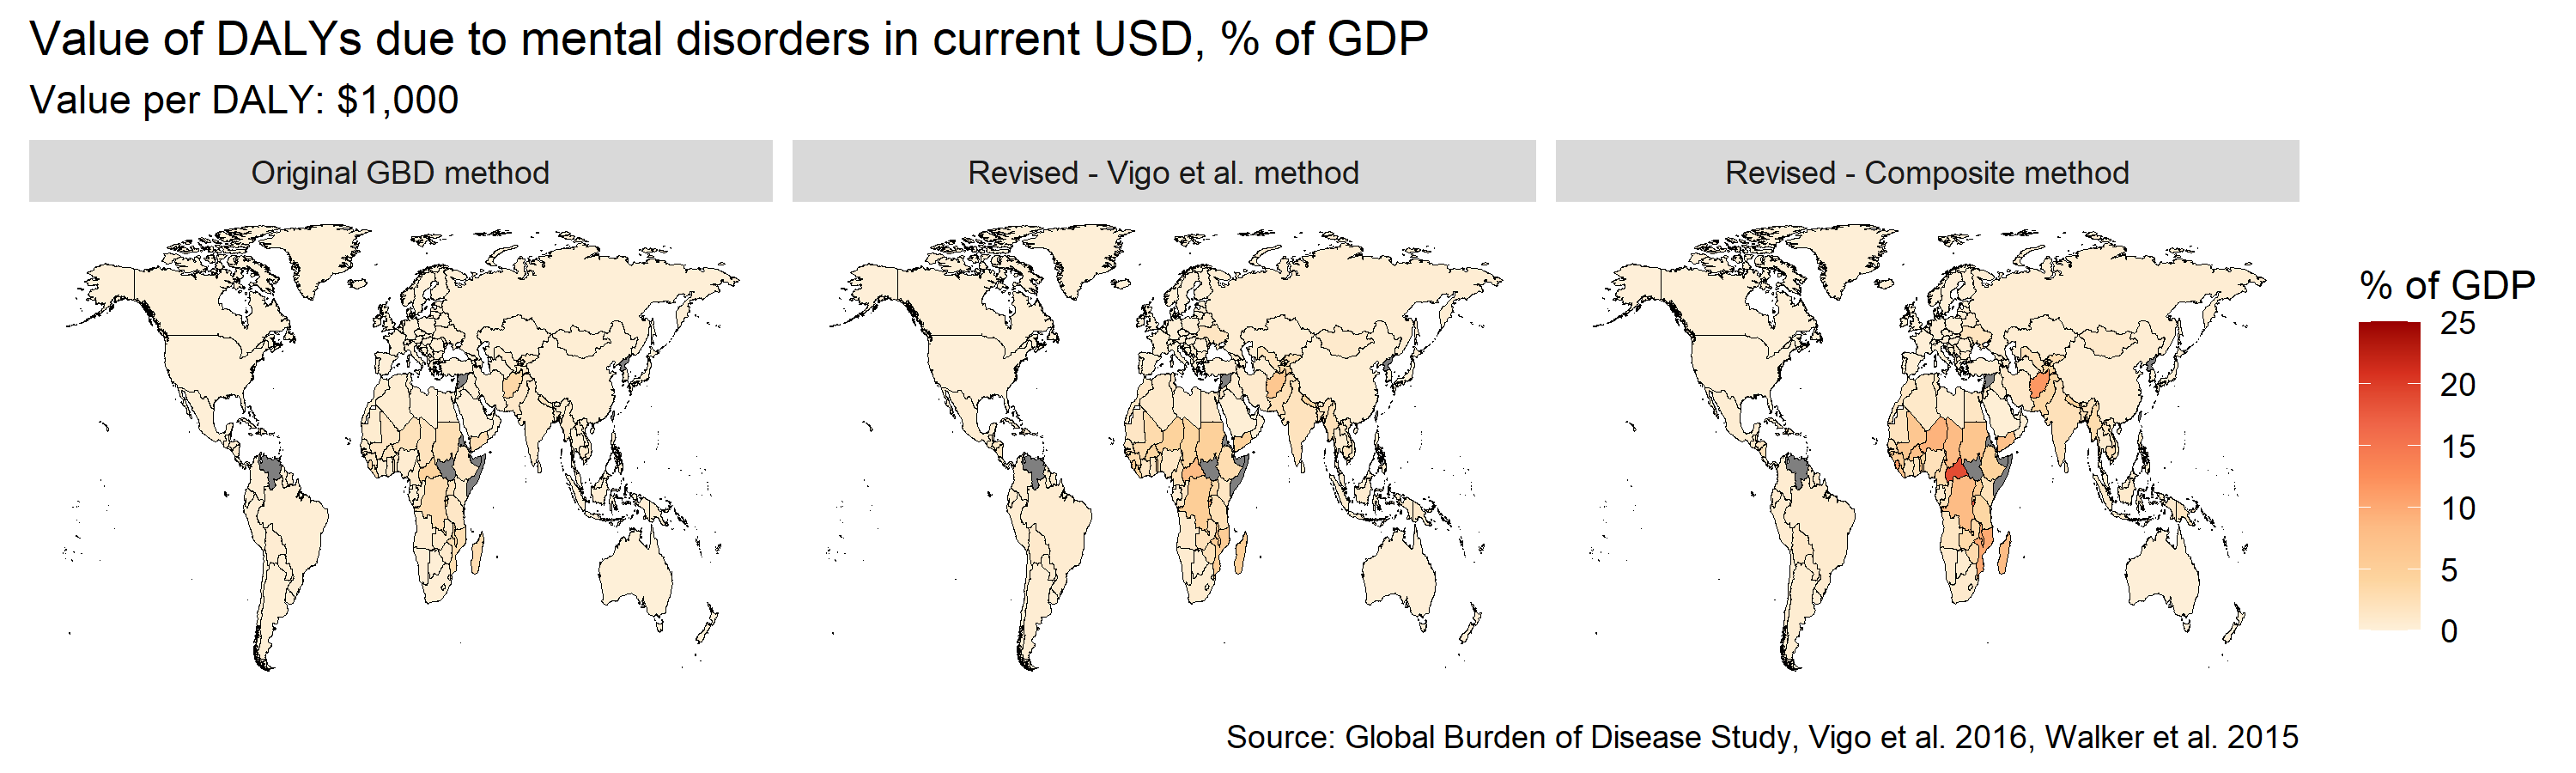 Value of DALYs due to mental disorders in current USD, % of GDP
Value per DALY: $1,000
Original GBD method
Revised - Vigo et al. method
Revised - Composite method
% of GDP
25
20
15
10
5
0
Source: Global Burden of Disease Study, Vigo et al. 2016, Walker et al. 2015